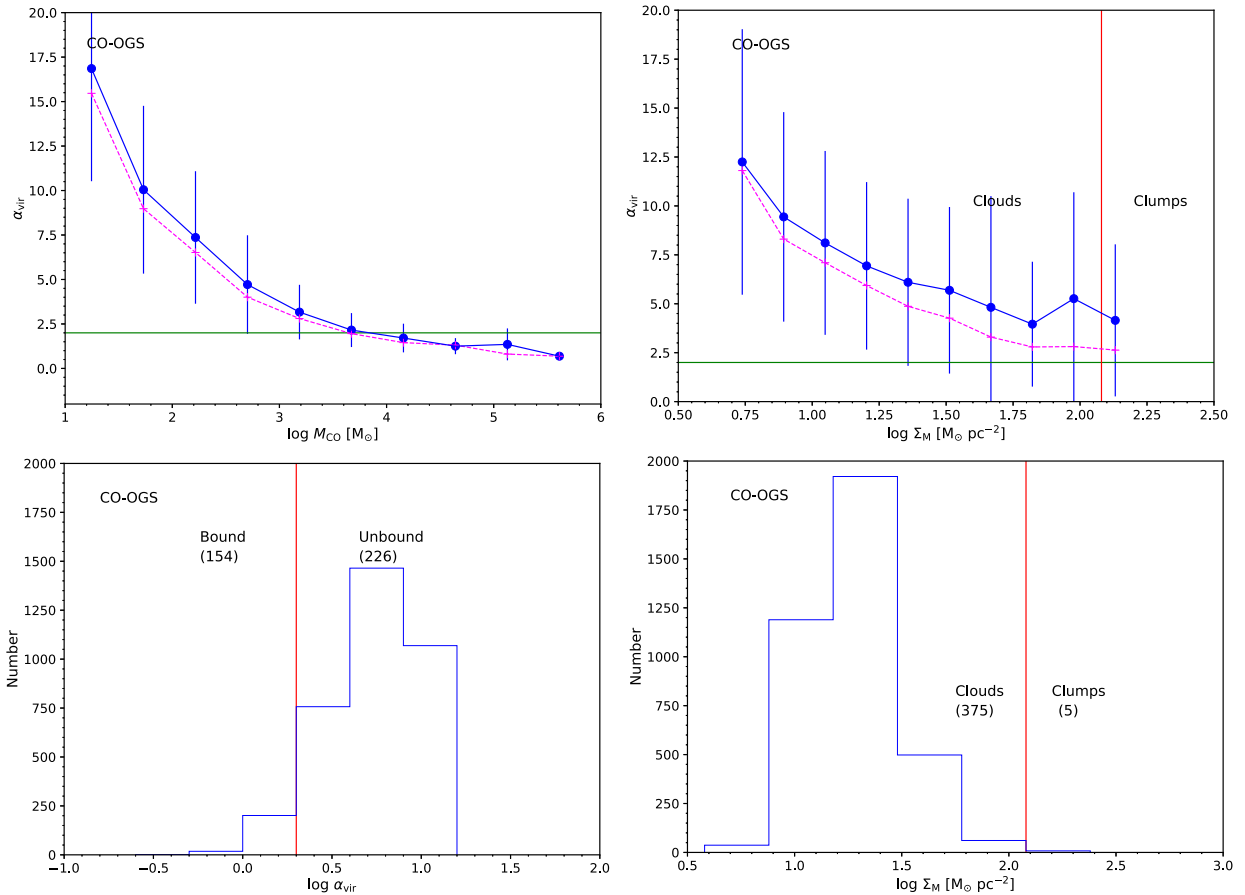 20.0
17.5
15.0
12.5
10.0
7.5
5.0
2.5
0.0
α_vir
CO-OGS
1 2 3 4 5 6
log M_CO [M_⊙]
20.0
17.5
15.0
12.5
10.0
7.5
5.0
2.5
0.0
α_vir
CO-OGS
Clouds
Clumps
0.50 0.75 1.00 1.25 1.50 1.75 2.00 2.25 2.50
log Σ_M [M_⊙ pc⁻²]
2000
1750
1500
1250
1000
750
500
250
0
Number
CO-OGS
Bound
(154)
Unbound
(226)
−1.0 −0.5 0.0 0.5 1.0 1.5 2.0
log α_vir
2000
1750
1500
1250
1000
750
500
250
0
Number
CO-OGS
Clouds
(375)
Clumps
(5)
0.5 1.0 1.5 2.0 2.5 3.0
log Σ_M [M_⊙ pc⁻²]